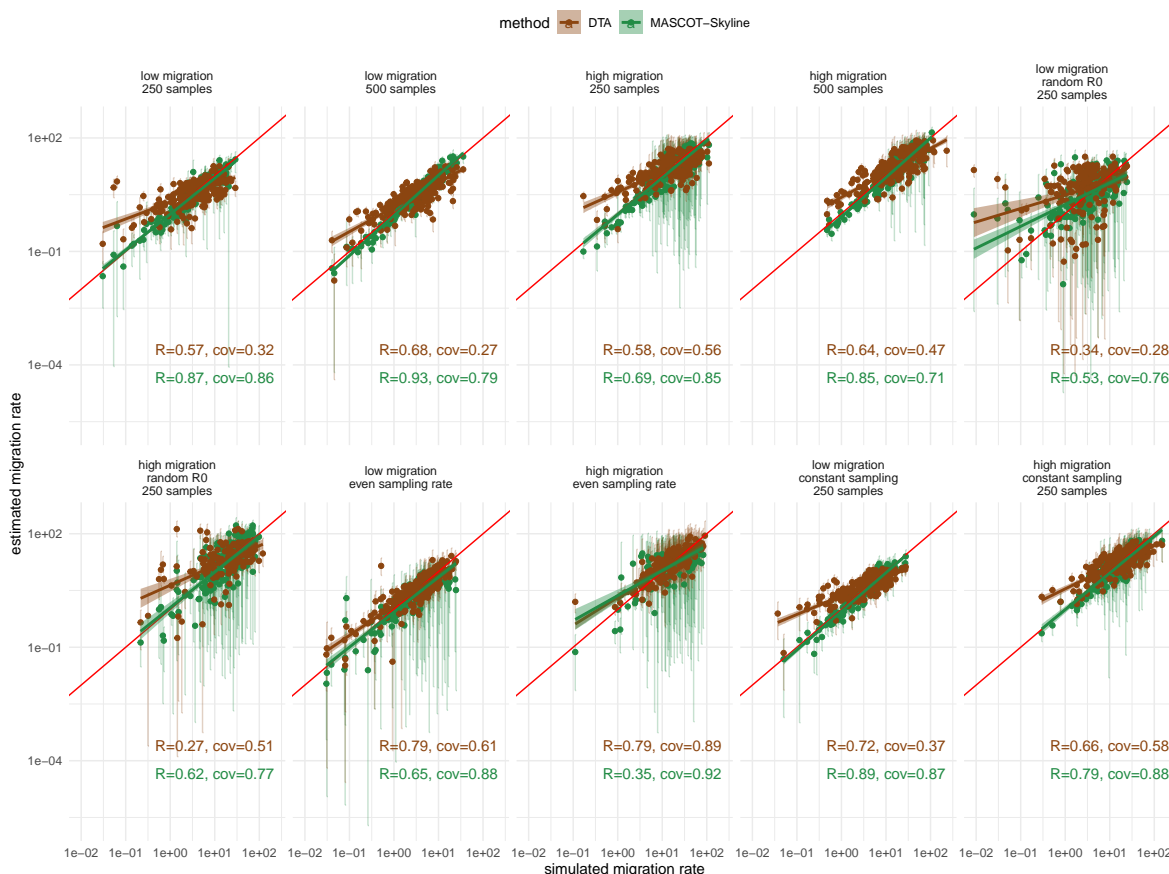 method DTA MASCOT−Skyline
low migration
250 samples
low migration
500 samples
high migration
250 samples
high migration
500 samples
low migration
random R0
250 samples
1e+02
1e−01
1e−04
R=0.57, cov=0.32
R=0.87, cov=0.86
R=0.68, cov=0.27
R=0.93, cov=0.79
R=0.58, cov=0.56
R=0.69, cov=0.85
R=0.64, cov=0.47
R=0.85, cov=0.71
R=0.34, cov=0.28
R=0.53, cov=0.76
estimated migration rate
high migration
random R0
250 samples
low migration
even sampling rate
high migration
even sampling rate
low migration
constant sampling
250 samples
high migration
constant sampling
250 samples
1e+02
1e−01
1e−04
R=0.27, cov=0.51
R=0.62, cov=0.77
R=0.79, cov=0.61
R=0.65, cov=0.88
R=0.79, cov=0.89
R=0.35, cov=0.92
R=0.72, cov=0.37
R=0.89, cov=0.87
R=0.66, cov=0.58
R=0.79, cov=0.88
1e−02 1e−01 1e+00 1e+01 1e+02 1e−02 1e−01 1e+00 1e+01 1e+02 1e−02 1e−01 1e+00 1e+01 1e+02 1e−02 1e−01 1e+00 1e+01 1e+02 1e−02 1e−01 1e+00 1e+01 1e+02
simulated migration rate